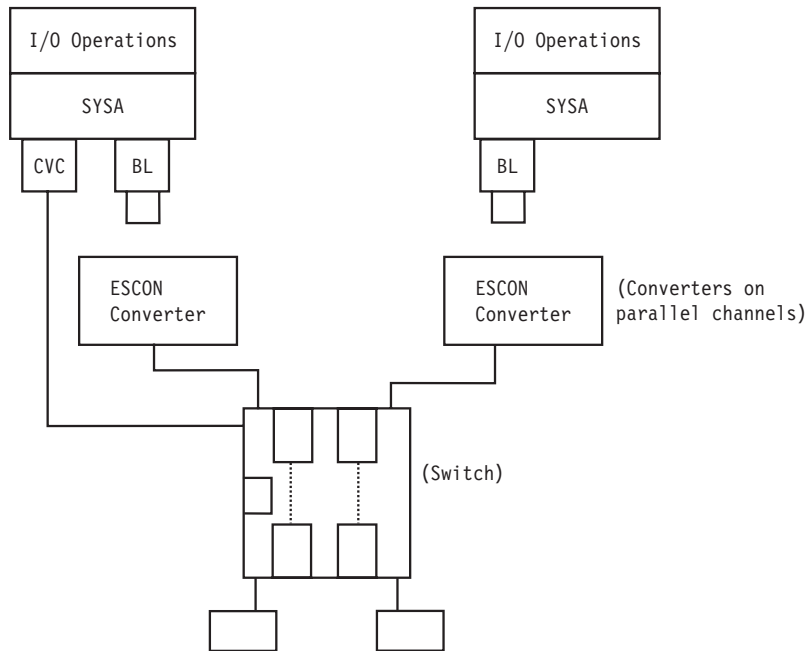 I/O Operations
I/O Operations
SYSA
SYSA
CVC
BL
BL
ESCON
Converter
ESCON
Converter
(Converters on
parallel channels)
(Switch)